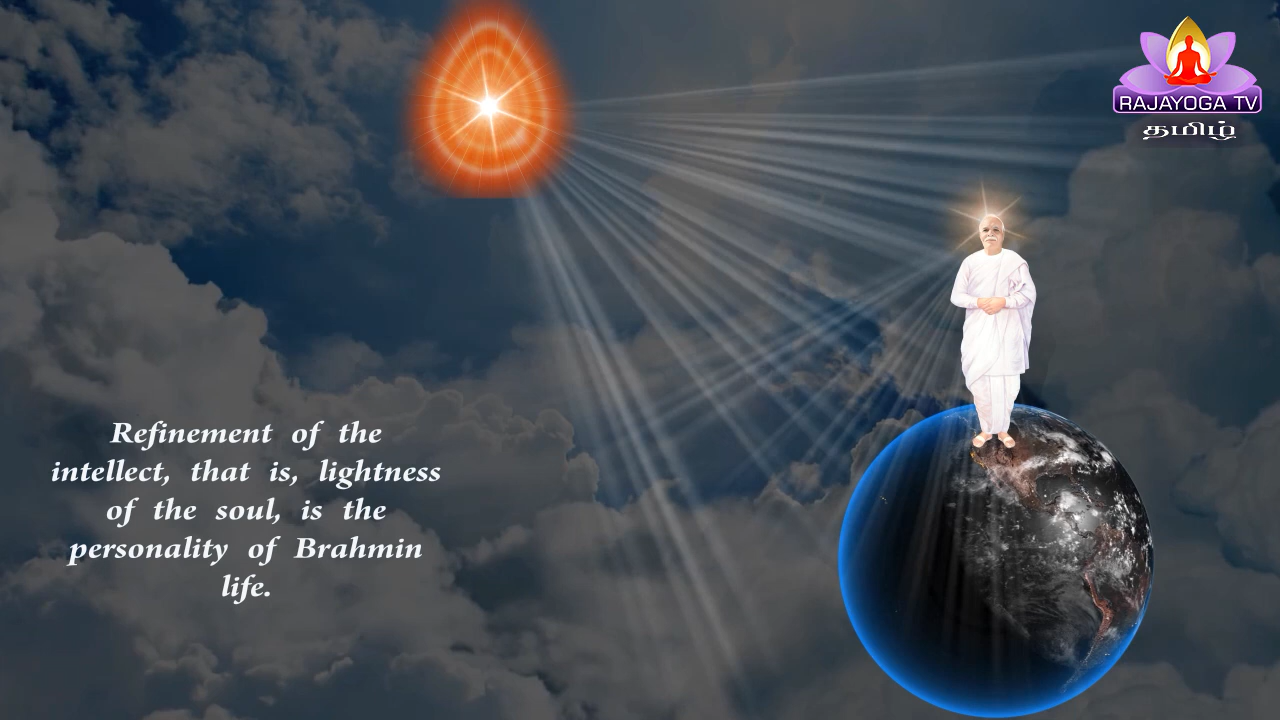 RAJAYOGA TV
தமிழ்
Refinement of the
intellect, that is, lightness
of the soul, is the
personality of Brahmin
life.